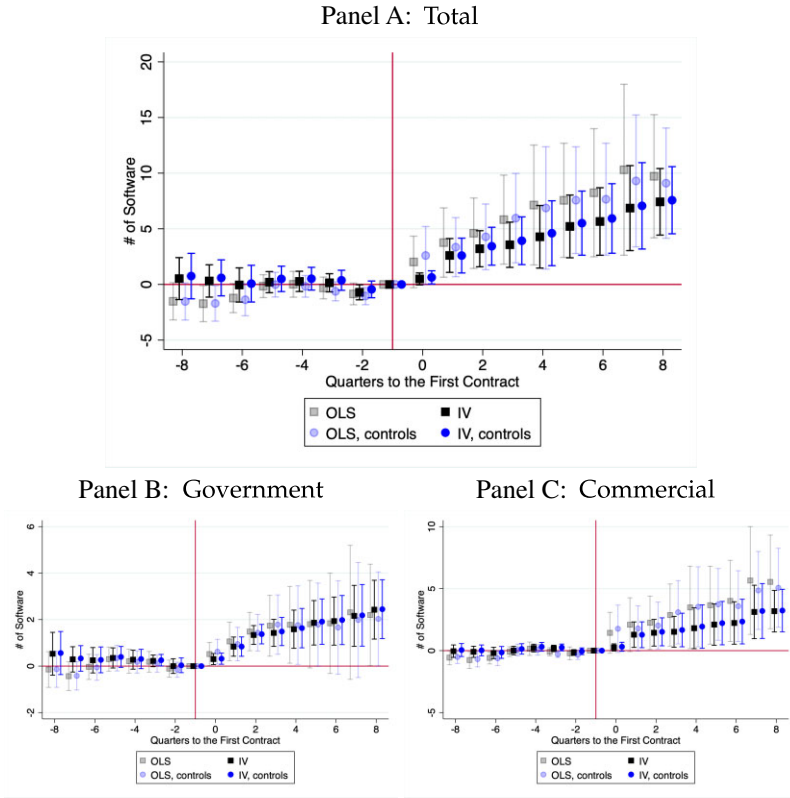 Panel A: Total
20
15
10
5
0
-5
# of Software
-8 -6 -4 -2 0 2 4 6 8
Quarters to the First Contract
OLS IV
OLS, controls IV, controls
Panel B: Government
6
4
2
0
-2
# of Software
-8 -6 -4 -2 0 2 4 6 8
Quarters to the First Contract
OLS IV
OLS, controls IV, controls
Panel C: Commercial
10
5
0
-5
# of Software
-8 -6 -4 -2 0 2 4 6 8
Quarters to the First Contract
OLS IV
OLS, controls IV, controls